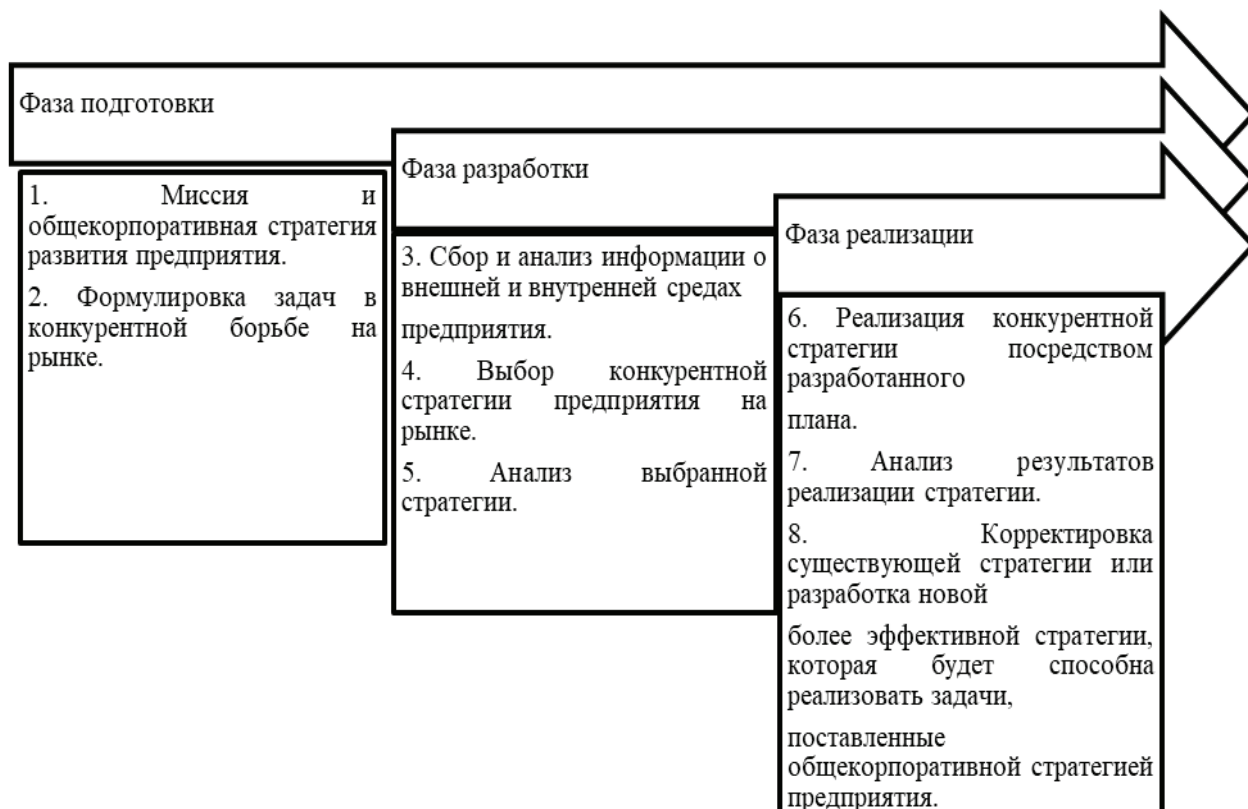 Фаза подготовки
1. Миссия и
общекорпоративная стратегия
развития предприятия.
2. Формулировка задач в
конкурентной борьбе на
рынке.
Фаза разработки
3. Сбор и анализ информации о
внешней и внутренней средах
предприятия.
4. Выбор конкурентной
стратегии предприятия на
рынке.
5. Анализ выбранной
стратегии.
Фаза реализации
6. Реализация конкурентной
стратегии посредством
разработанного
плана.
7. Анализ результатов
реализации стратегии.
8. Корректировка
существующей стратегии или
разработка новой
более эффективной стратегии,
которая будет способна
реализовать задачи,
поставленные
общекорпоративной стратегией
предприятия.